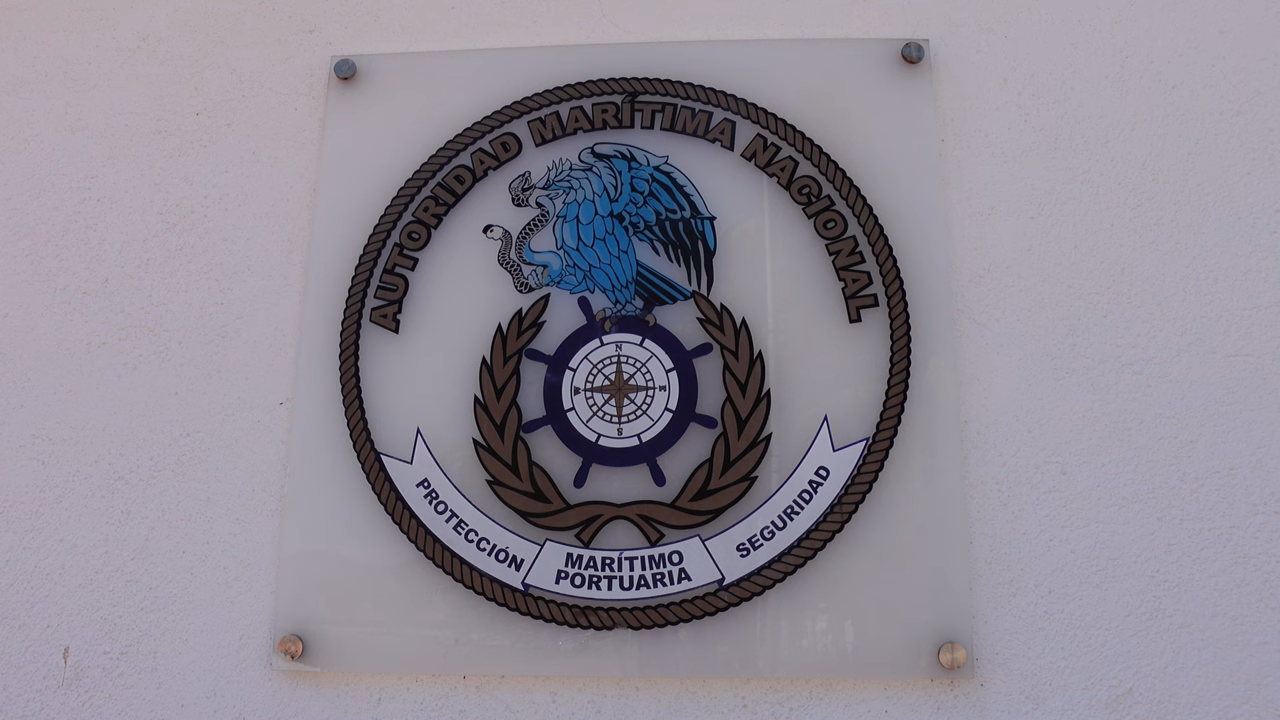 AUTORIDAD MARÍTIMA NACIONAL
N
S
PROTECCIÓN
MARÍTIMO
PORTUARIA
SEGURIDAD